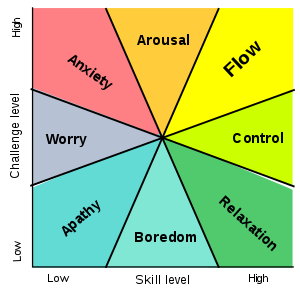 High
Arousal
Flow
Anxiety
Challenge level
Worry
Control
Apathy
Relaxation
Boredom
Low
Low
Skill level
High